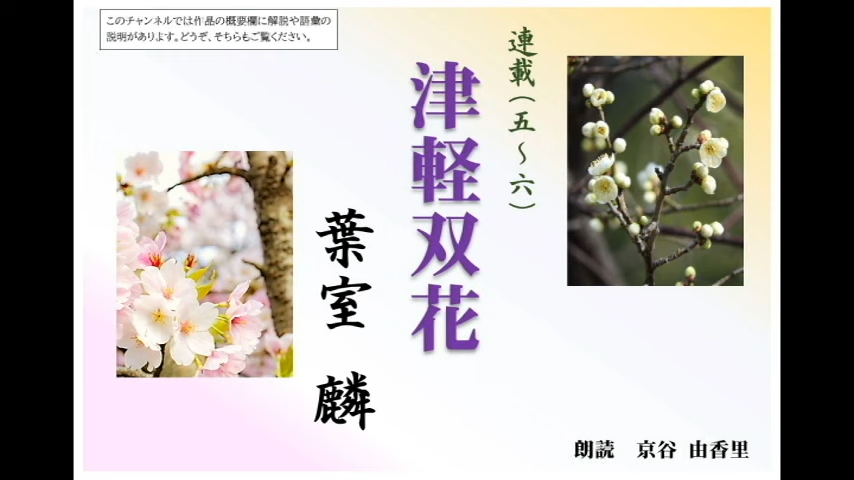 このチャンネルでは作品の概要欄に解説や語彙の
説明があります。どうぞ、そちらもご覧ください。
連載(五～六)
津軽双花
葉室 麟
朗読 京谷 由香里